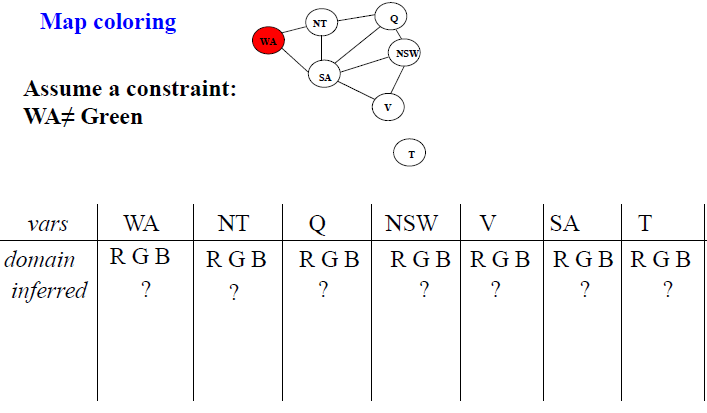 Map coloring
NT
Q
WA
NSW
SA
Assume a constraint:
WA≠ Green
V
T
vars WA NT Q NSW V SA T
domain R G B R G B R G B R G B R G B R G B R G B
inferred ? ? ? ? ? ? ?